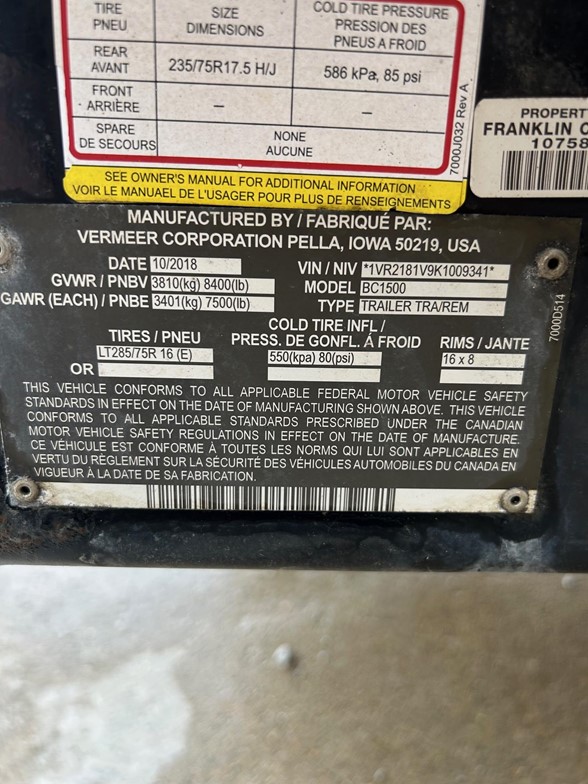 TIRE PNEU SIZE DIMENSIONS COLD TIRE PRESSURE PRESSION DES PNEUS A FROID
REAR AVANT 235/75R17.5 H/J 586 kPa, 85 psi
FRONT ARRIÈRE – –
SPARE DE SECOURS NONE AUCUNE
7000J032 Rev A
SEE OWNER'S MANUAL FOR ADDITIONAL INFORMATION
VOIR LE MANUAEL DE L'USAGER POUR PLUS DE RENSEIGNEMENTS
PROPERT
FRANKLIN
10758
MANUFACTURED BY / FABRIQUÉ PAR:
VERMEER CORPORATION PELLA, IOWA 50219, USA
DATE 10/2018 VIN / NIV *1VR2181V9K1009341*
GVWR / PNBV 3810(kg) 8400(lb) MODEL BC1500
GAWR (EACH) / PNBE 3401(kg) 7500(lb) TYPE TRAILER TRA/REM
7000D514
TIRES / PNEU COLD TIRE INFL / PRESS. DE GONFL. À FROID RIMS / JANTE
LT285/75R 16 (E) 550(kpa) 80(psi) 16 x 8
OR
THIS VEHICLE CONFORMS TO ALL APPLICABLE FEDERAL MOTOR VEHICLE SAFETY
STANDARDS IN EFFECT ON THE DATE OF MANUFACTURING SHOWN ABOVE. THIS VEHICLE
CONFORMS TO ALL APPLICABLE STANDARDS PRESCRIBED UNDER THE CANADIAN
MOTOR VEHICLE SAFETY REGULATIONS IN EFFECT ON THE DATE OF MANUFACTURE.
CE VÉHICULE EST CONFORME À TOUTES LES NORMS QUI LUI SONT APPLICABLES EN
VERTU DU RÉGLEMENT SUR LA SÉCURITÉ DES VÉHICULES AUTOMOBILES DU CANADA EN
VIGUEUR À LA DATE DE SA FABRICATION.